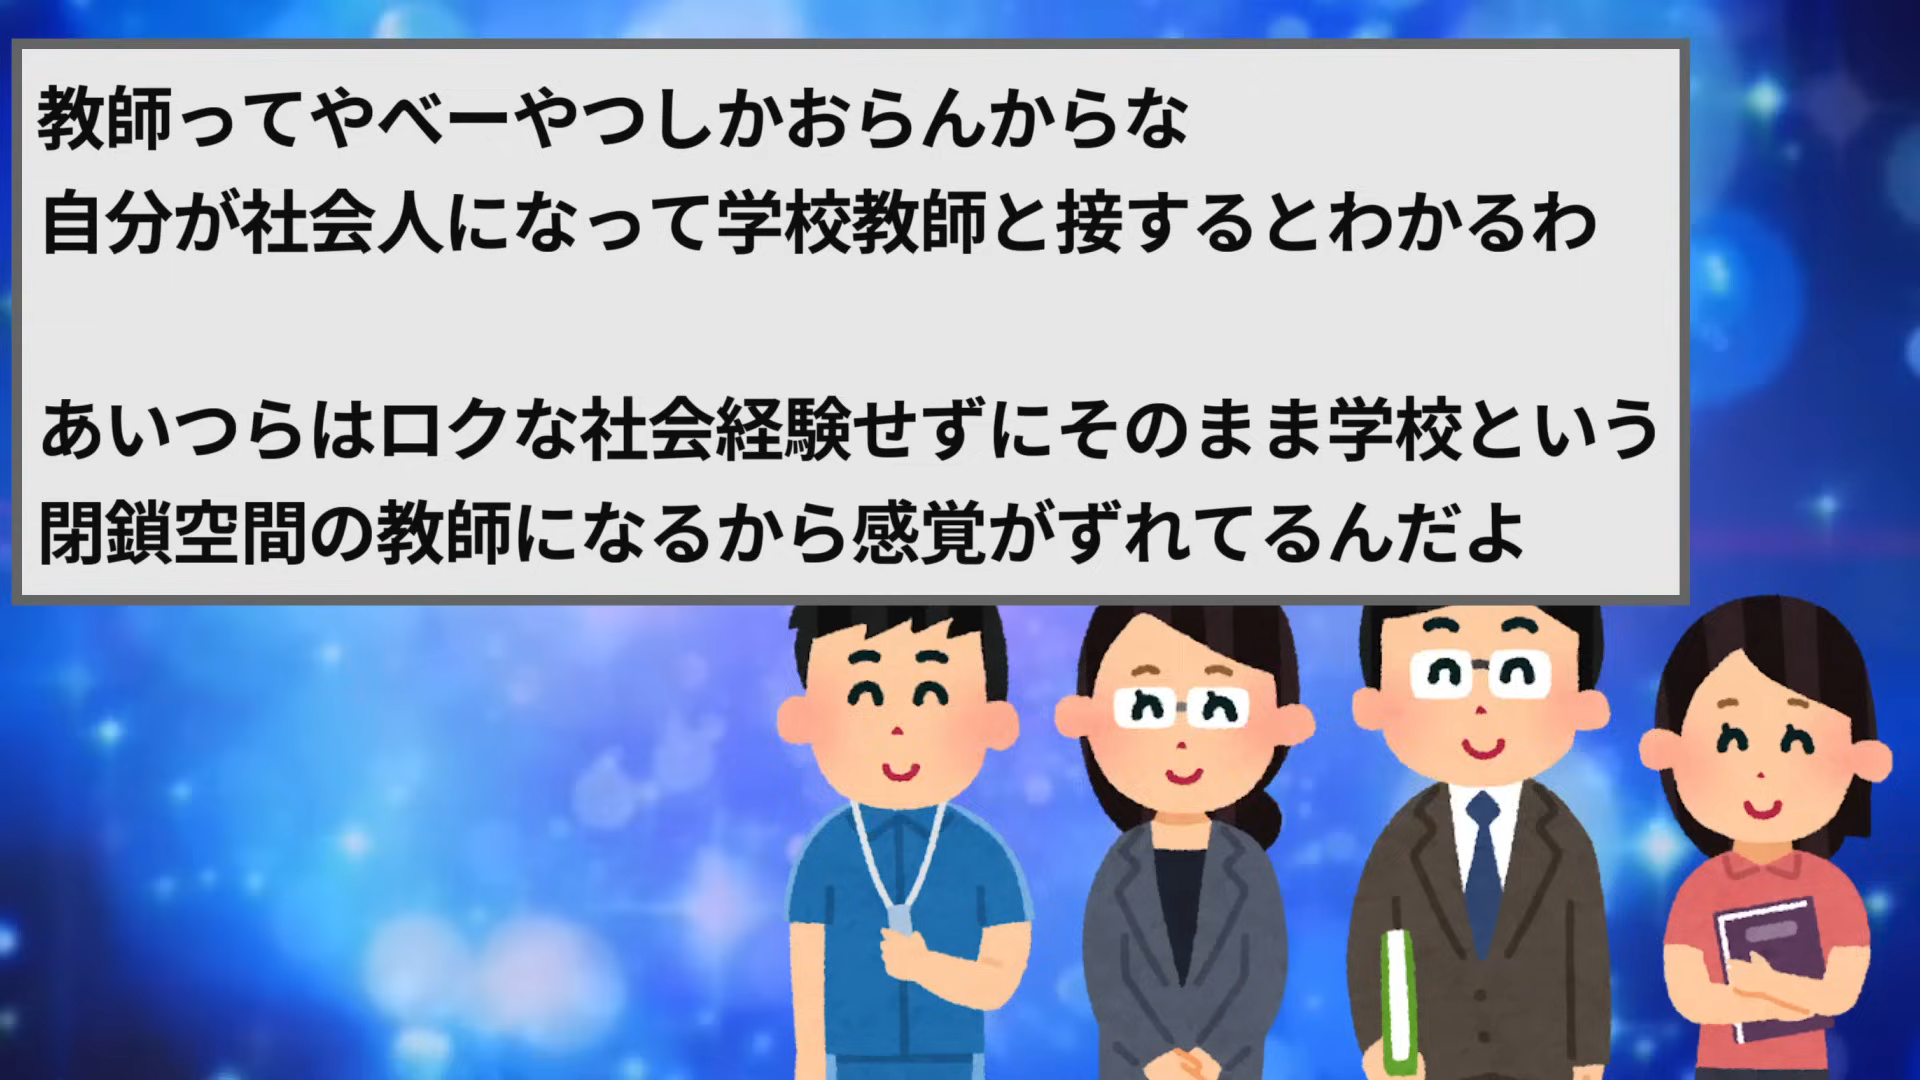 教師ってやべーやつしかおらんからな
自分が社会人になって学校教師と接するとわかるわ
あいつらはロクな社会経験せずにそのまま学校という
閉鎖空間の教師になるから感覚がずれてるんだよ